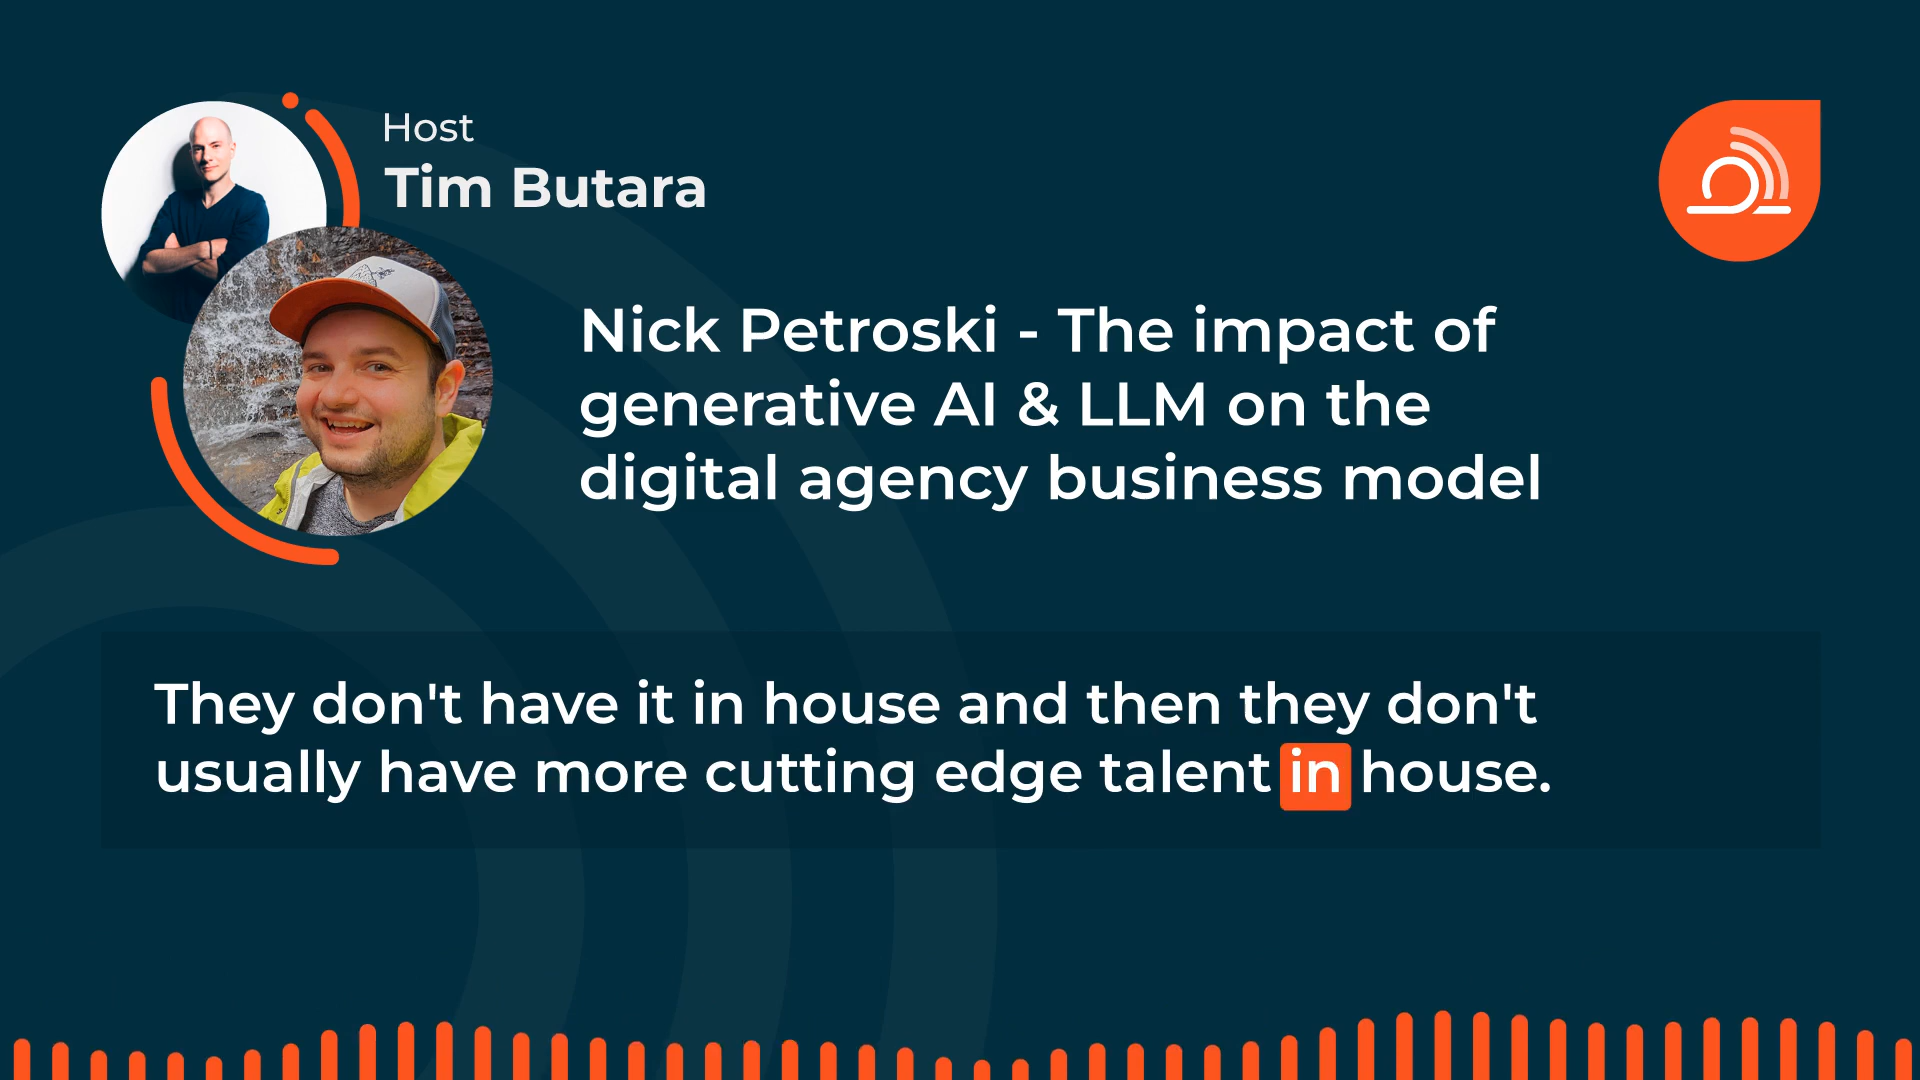 Host
Tim Butara
Nick Petroski - The impact of
generative AI & LLM on the
digital agency business model
They don't have it in house and then they don't
usually have more cutting edge talent in house.